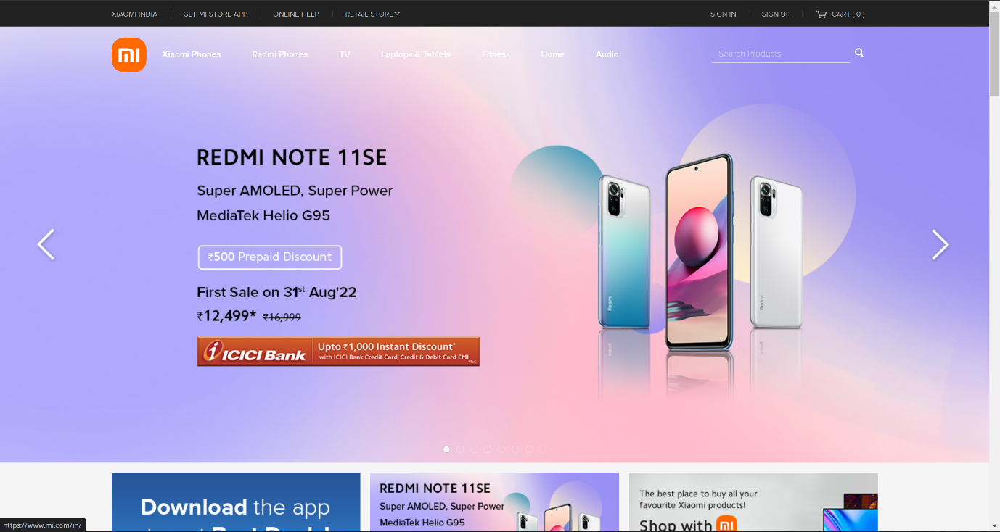 XIAOMI INDIA
GET MI STORE APP
ONLINE HELP
RETAIL STORE
SIGN IN
SIGN UP
CART ( 0 )
mi
Xiaomi Phones
Redmi Phones
TV
Laptops & Tablets
Fitness
Home
Audio
Search Products
REDMI NOTE 11SE
Super AMOLED, Super Power
MediaTek Helio G95
₹500 Prepaid Discount
First Sale on 31st Aug'22
₹12,499* ₹16,999
ICICI Bank
Upto ₹1,000 Instant Discount*
with ICICI Bank Credit Card, Credit & Debit Card EMI
*T&C
Redmi
Redmi
Download the app
REDMI NOTE 11SE
Super AMOLED, Super Power
MediaTek Helio G95
The best place to buy all your
favourite Xiaomi products!
Shop with mi
https://www.mi.com/in/